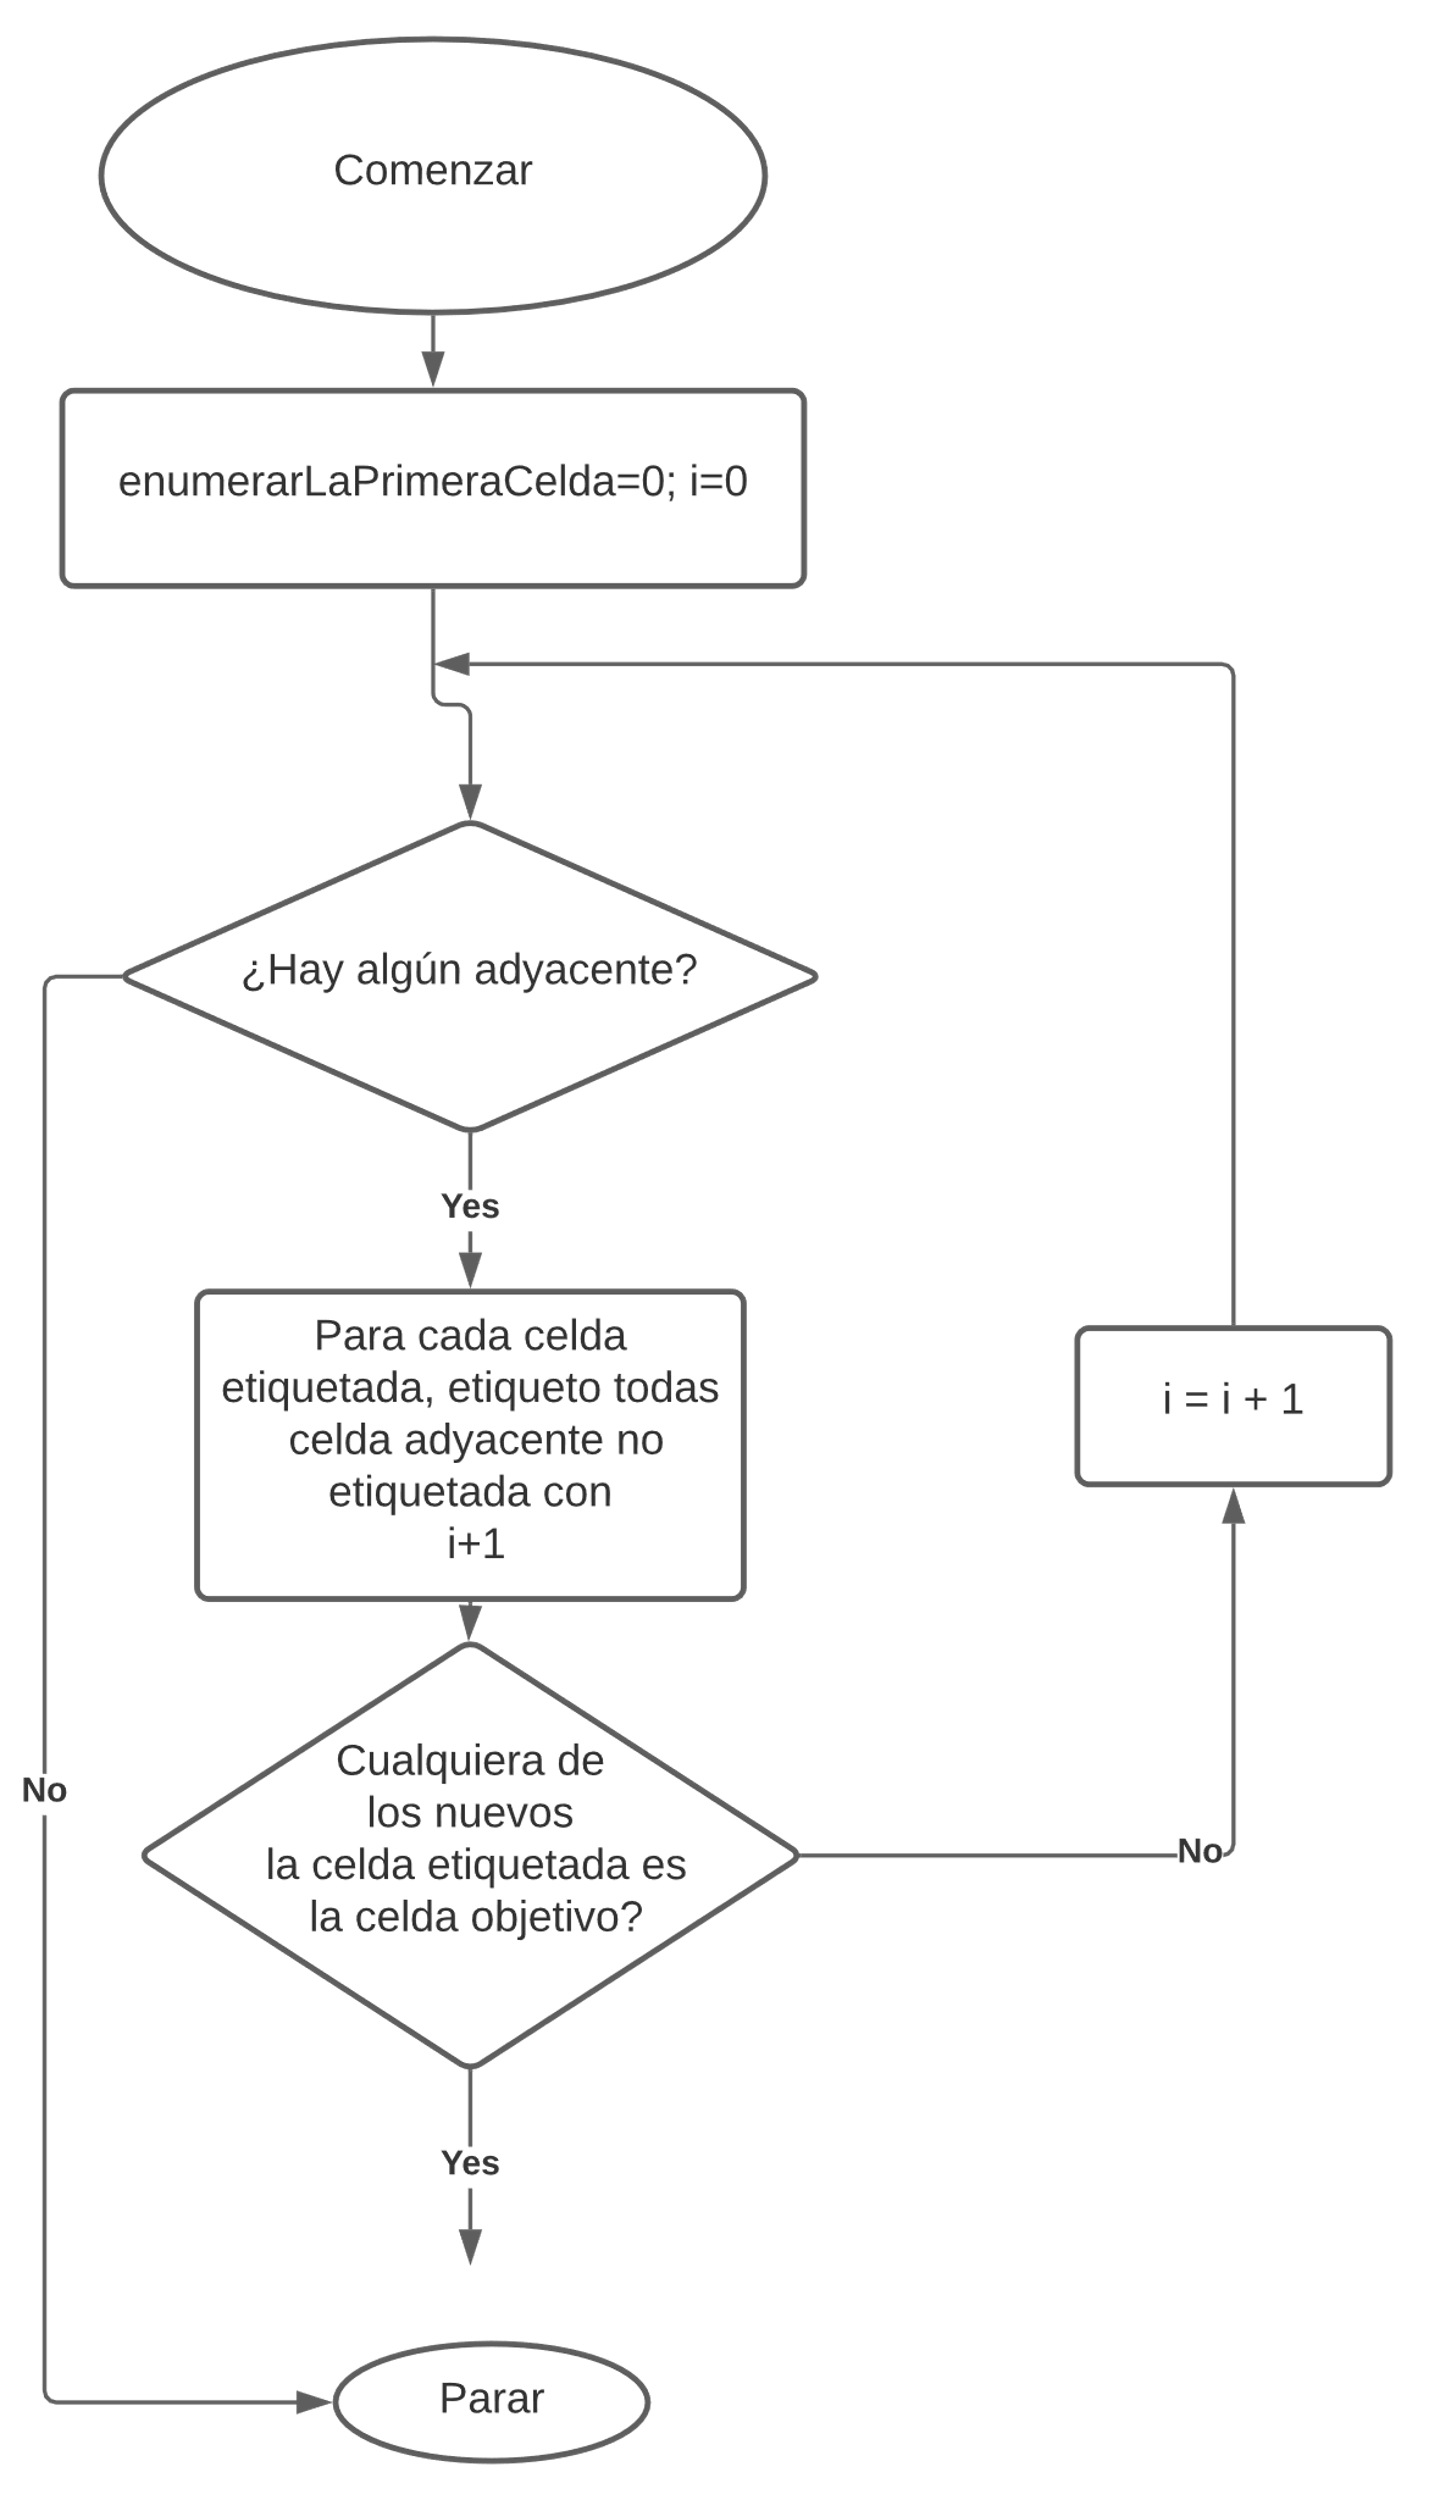 Comenzar
enumerarLaPrimeraCelda=0; i=0
¿Hay algún advacente?
Yes
Para cada celda
etiquetada, etiqueto todas
celda adyacente no
etiquetada con
i+1
i = i + 1
Cualquiera de
los nuevos
la celda etiquetada es
la celda objetivo?
No
No
Yes
Parar